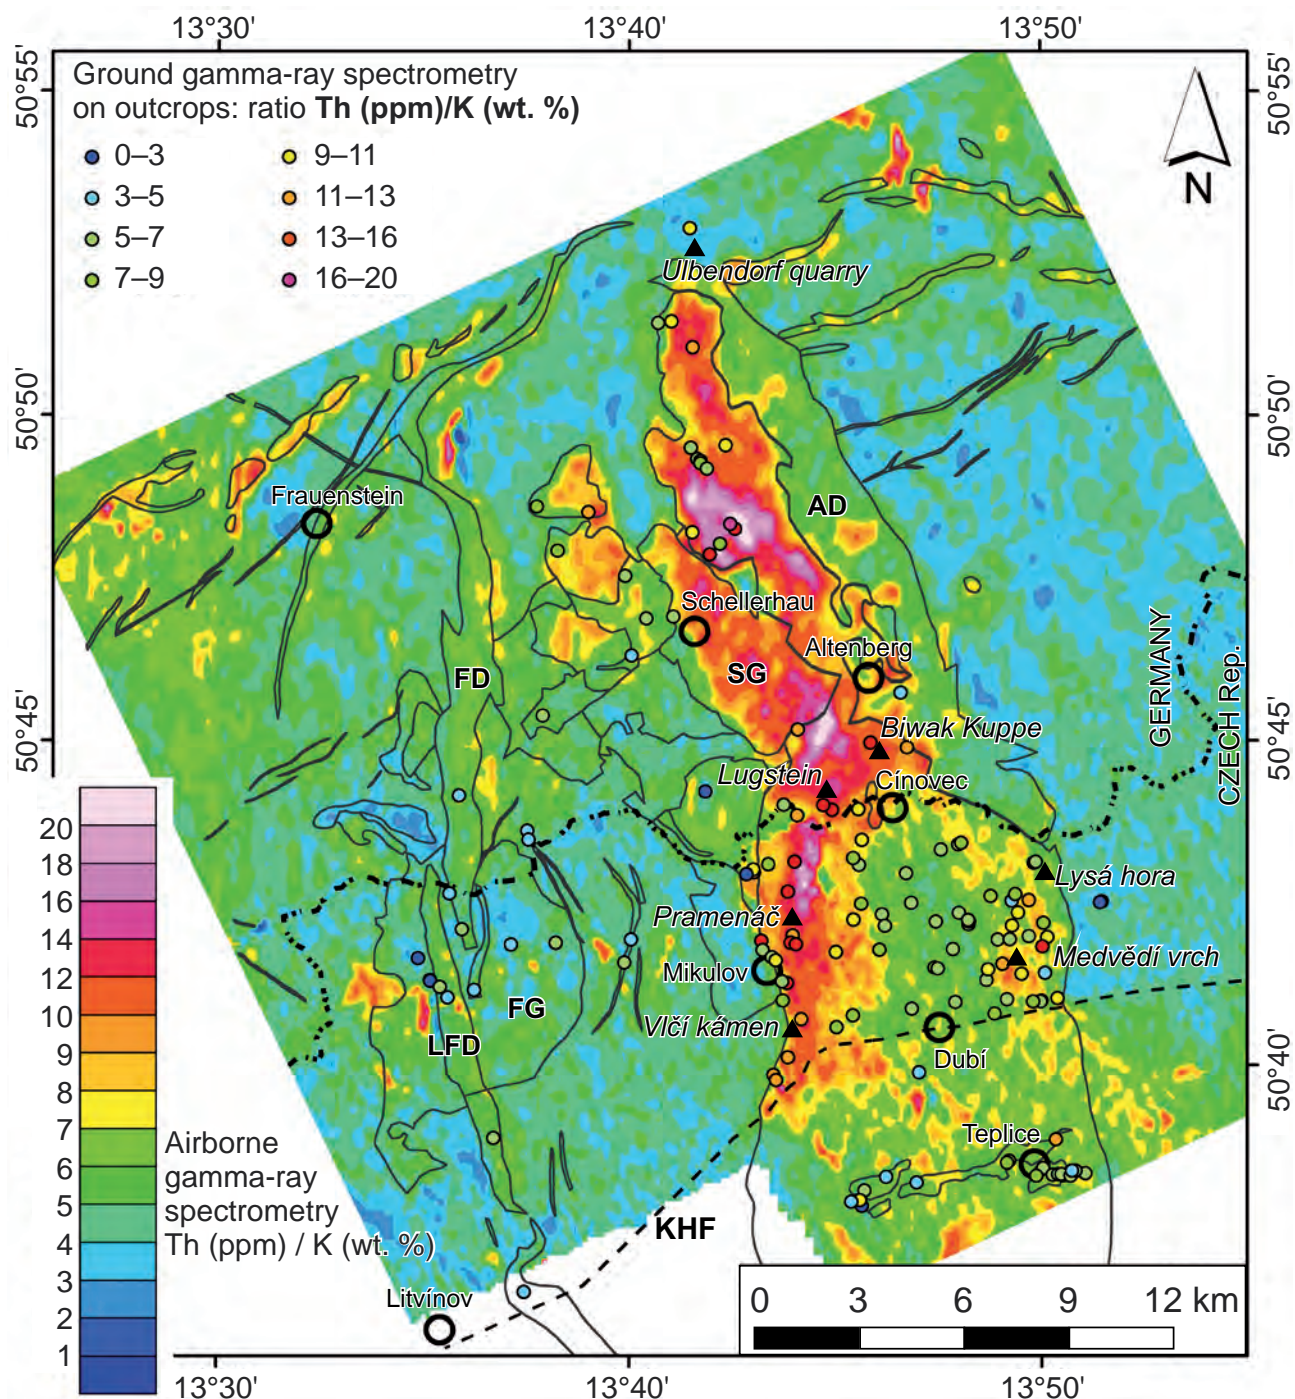 13°30'
13°40'
13°50'
50°55'
50°55'
Ground gamma-ray spectrometry
on outcrops: ratio Th (ppm)/K (wt. %)
0–3
9–11
3–5
11–13
5–7
13–16
7–9
16–20
N
Ulbendorf quarry
50°50'
50°50'
Frauenstein
AD
Schellerhau
Altenberg
GERMANY
CZECH Rep.
FD
SG
50°45'
50°45'
Biwak Kuppe
Lugstein
Cínovec
Lysá hora
Pramenáč
Mikulov
Medvědí vrch
FG
Vlčí kámen
LFD
Dubí
50°40'
Teplice
20
18
16
14
12
10
9
8
7
6
5
4
3
2
1
Airborne
gamma-ray
spectrometry
Th (ppm) / K (wt. %)
KHF
Litvínov
0
3
6
9
12 km
13°30'
13°40'
13°50'